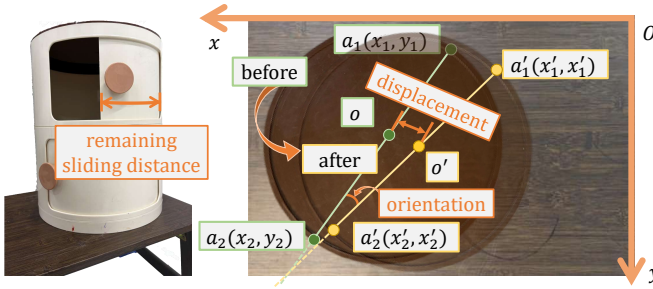 remaining
sliding distance
x
O
y
before
after
a₁(x₁, y₁)
a₁′(x₁′, x₁′)
displacement
o
o′
orientation
a₂(x₂, y₂)
a₂′(x₂′, x₂′)